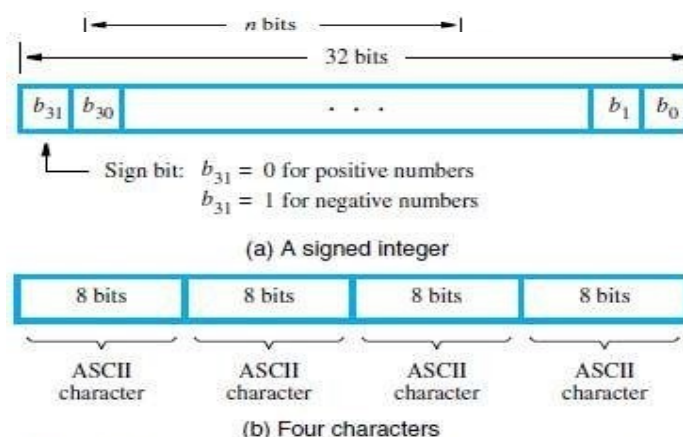 n bits
32 bits
b31 b30 . . . b1 b0
Sign bit: b31 = 0 for positive numbers
b31 = 1 for negative numbers
(a) A signed integer
8 bits 8 bits 8 bits 8 bits
ASCII ASCII ASCII ASCII
character character character character
(b) Four characters